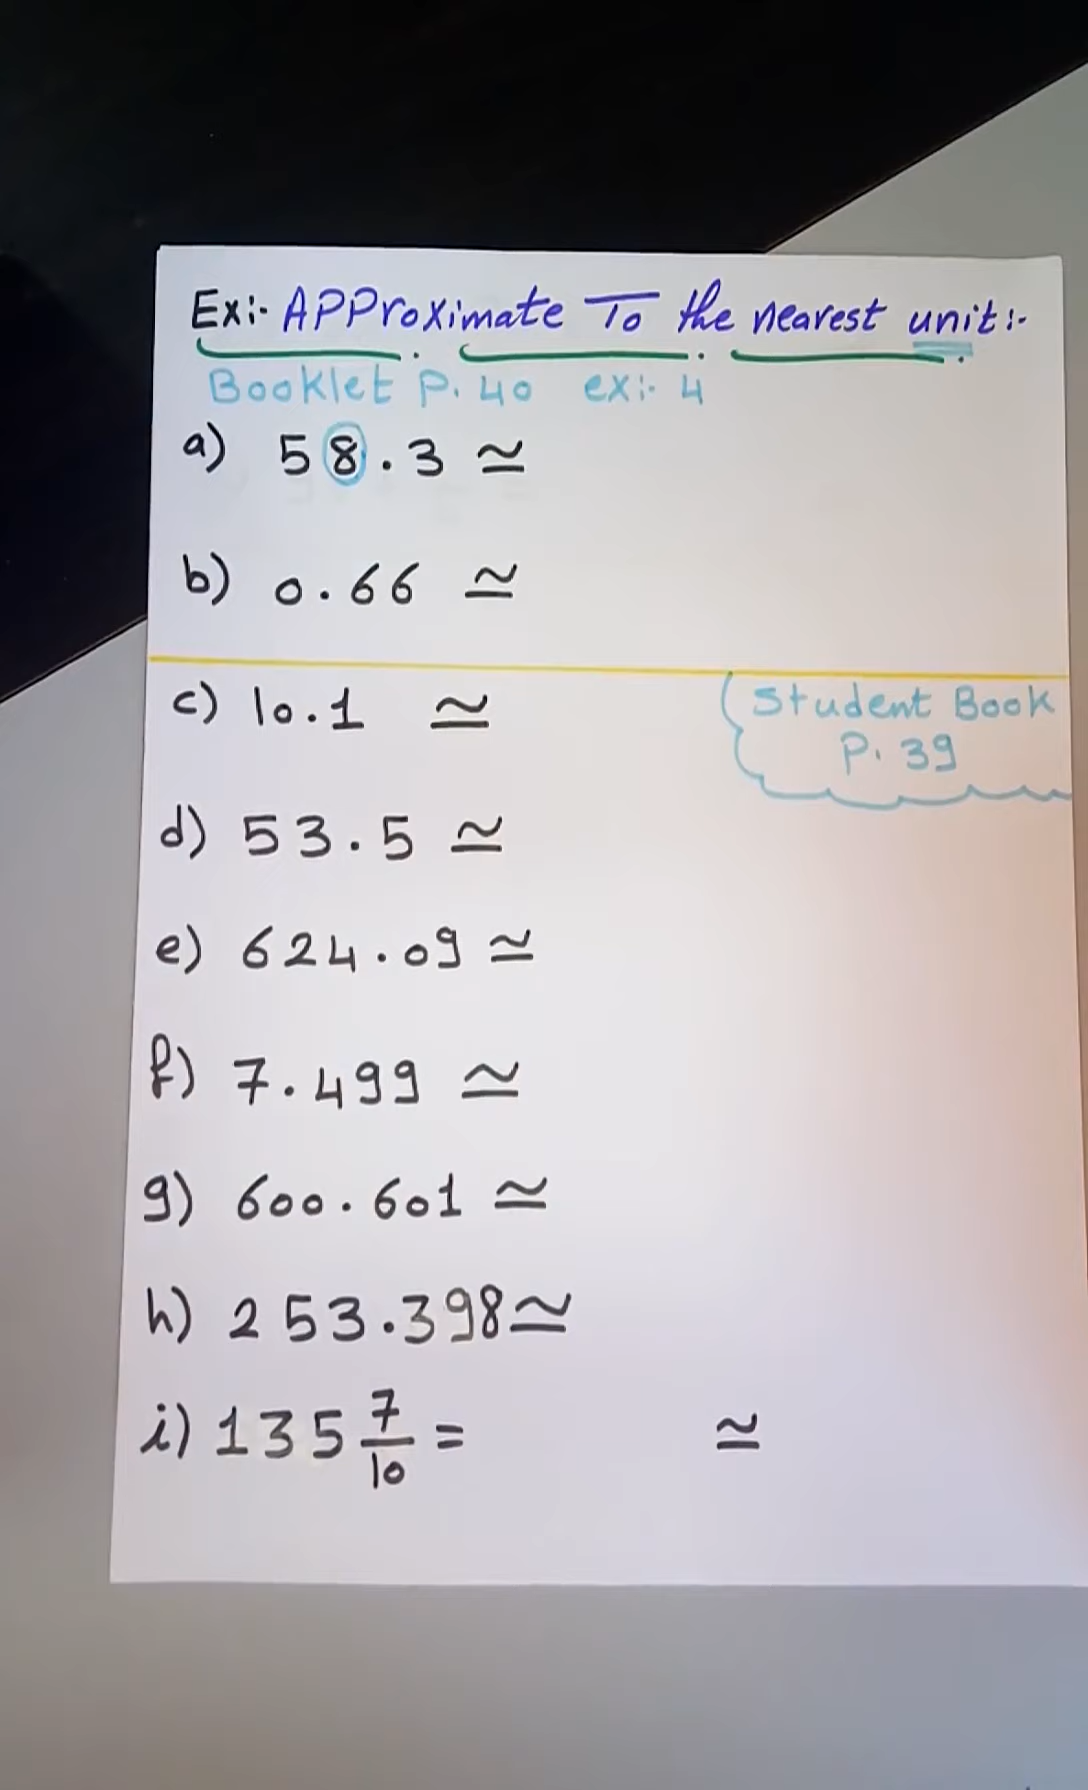 Ex:- APProximate To the nearest unit:-
Booklet P. 40 ex:- 4
a) 58.3 ≃
b) 0.66 ≃
c) 10.1 ≃
Student Book
P. 39
d) 53.5 ≃
e) 624.09 ≃
f) 7.499 ≃
g) 600.601 ≃
h) 253.398 ≃
i) 135 7/10 = ≃